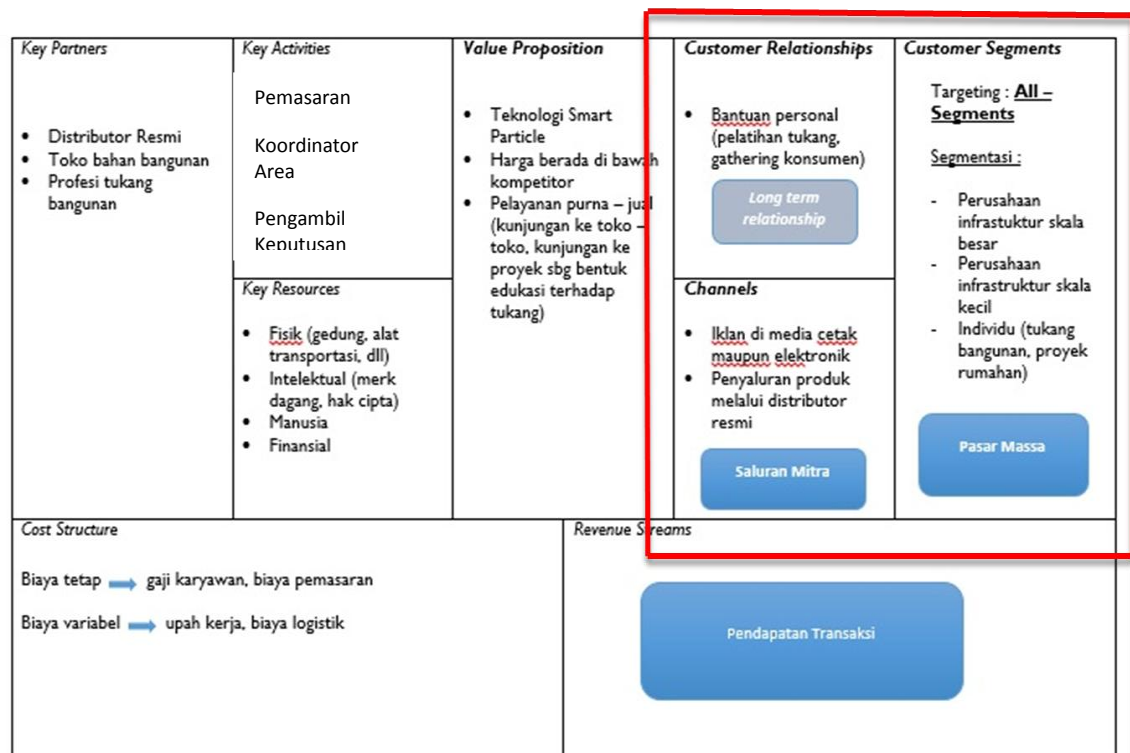 Key Partners
Distributor Resmi
Toko bahan bangunan
Profesi tukang
bangunan
Key Activities
Pemasaran
Koordinator
Area
Pengambil
Keputusan
Key Resources
Fisik (gedung, alat
transportasi, dll)
Intelektual (merk
dagang, hak cipta)
Manusia
Finansial
Value Proposition
Teknologi Smart
Particle
Harga berada di bawah
kompetitor
Pelayanan purna – jual
(kunjungan ke toko –
toko, kunjungan ke
proyek sbg bentuk
edukasi terhadap
tukang)
Customer Relationships
Bantuan personal
(pelatihan tukang,
gathering konsumen)
Long term
relationship
Channels
Iklan di media cetak
maupun elektronik
Penyaluran produk
melalui distributor
resmi
Saluran Mitra
Customer Segments
Targeting : All –
Segments
Segmentasi :
- Perusahaan
infrastuktur skala
besar
- Perusahaan
infrastruktur skala
kecil
- Individu (tukang
bangunan, proyek
rumahan)
Pasar Massa
Cost Structure
Biaya tetap gaji karyawan, biaya pemasaran
Biaya variabel upah kerja, biaya logistik
Revenue Streams
Pendapatan Transaksi